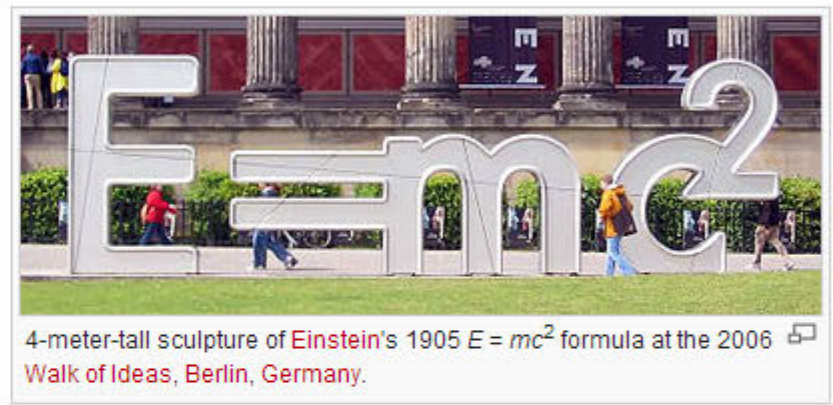 E=mc²
4-meter-tall sculpture of Einstein's 1905 E = mc² formula at the 2006
Walk of Ideas, Berlin, Germany.